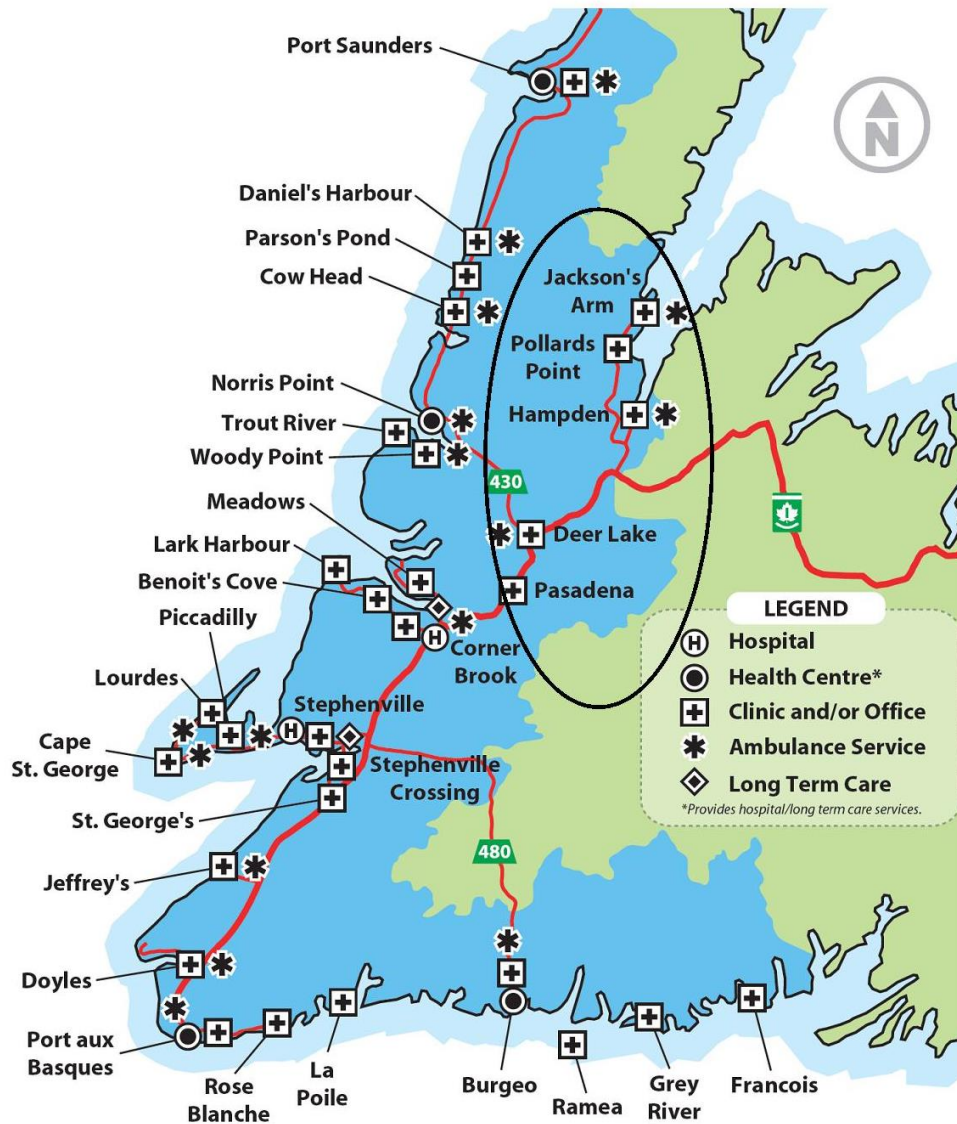 Port Saunders
N
Daniel's Harbour
Parson's Pond
Cow Head
Jackson's
Arm
Pollards
Point
Norris Point
Hampden
Trout River
Woody Point
430
Meadows
1
Deer Lake
Lark Harbour
Benoit's Cove
Pasadena
Piccadilly
LEGEND
H Hospital
Health Centre*
Clinic and/or Office
Ambulance Service
Long Term Care
*Provides hospital/long term care services.
H
Corner
Brook
Lourdes
Stephenville
H
Cape
St. George
Stephenville
Crossing
St. George's
480
Jeffrey's
Doyles
Port aux
Basques
Rose
Blanche
La
Poile
Burgeo
Ramea
Grey
River
Francois